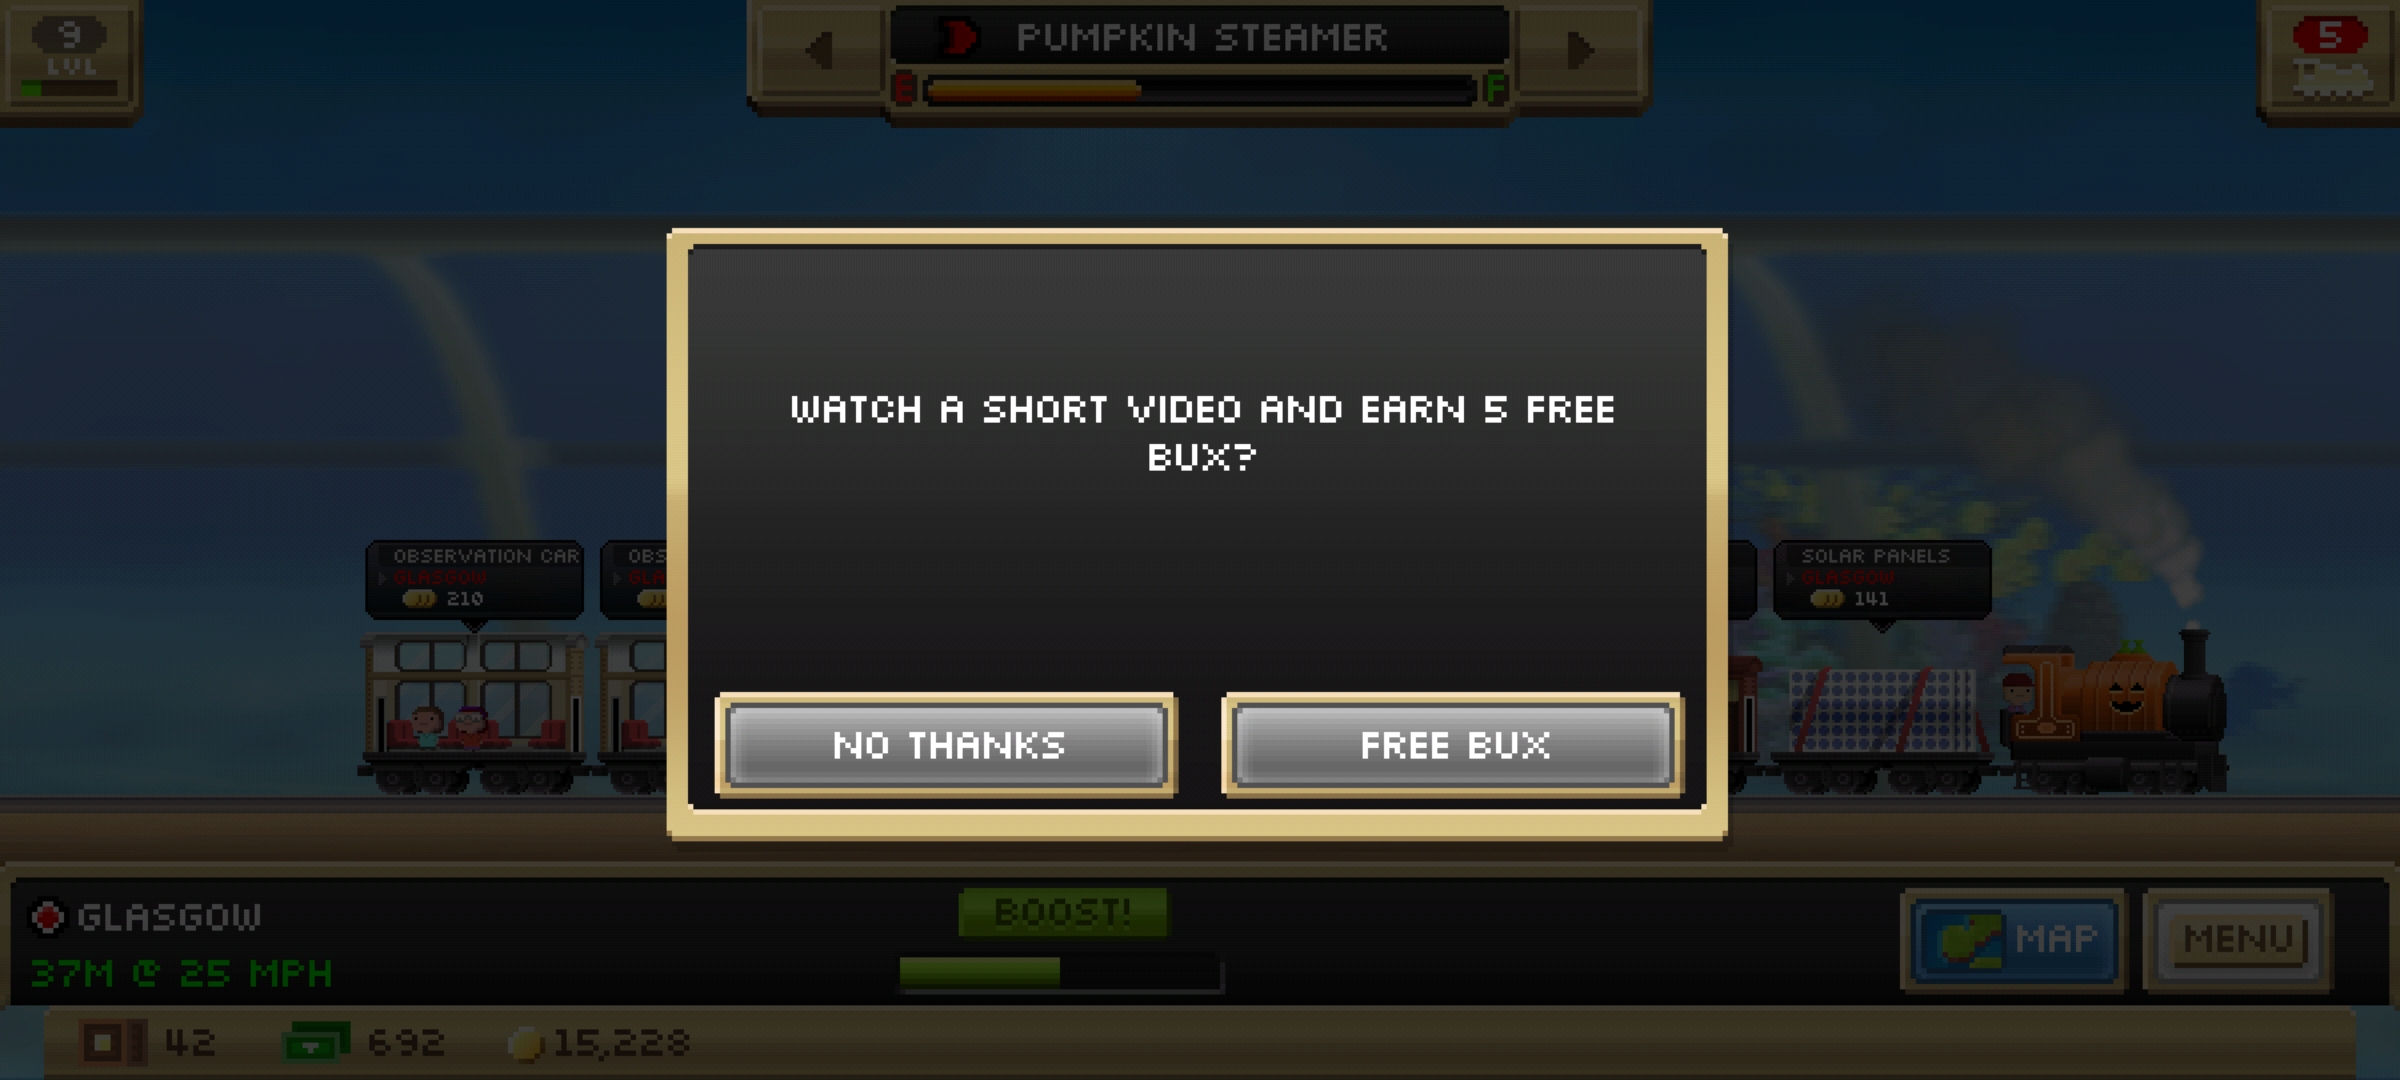 9
LVL
PUMPKIN STEAMER
E
F
5
WATCH A SHORT VIDEO AND EARN 5 FREE
BUX?
OBSERVATION CAR
GLASGOW
210
OBS
GLA
SOLAR PANELS
GLASGOW
141
NO THANKS
FREE BUX
GLASGOW
37M @ 25 MPH
BOOST!
MAP
MENU
42
692
15,228